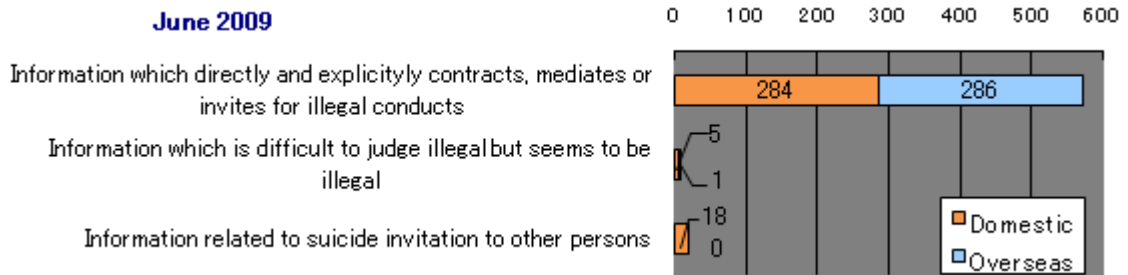 June 2009
0 100 200 300 400 500 600
Information which directly and explicityly contracts, mediates or
invites for illegal conducts
284 286
Information which is difficult to judge illegal but seems to be
illegal
5
1
Information related to suicide invitation to other persons
18
0
Domestic
Overseas